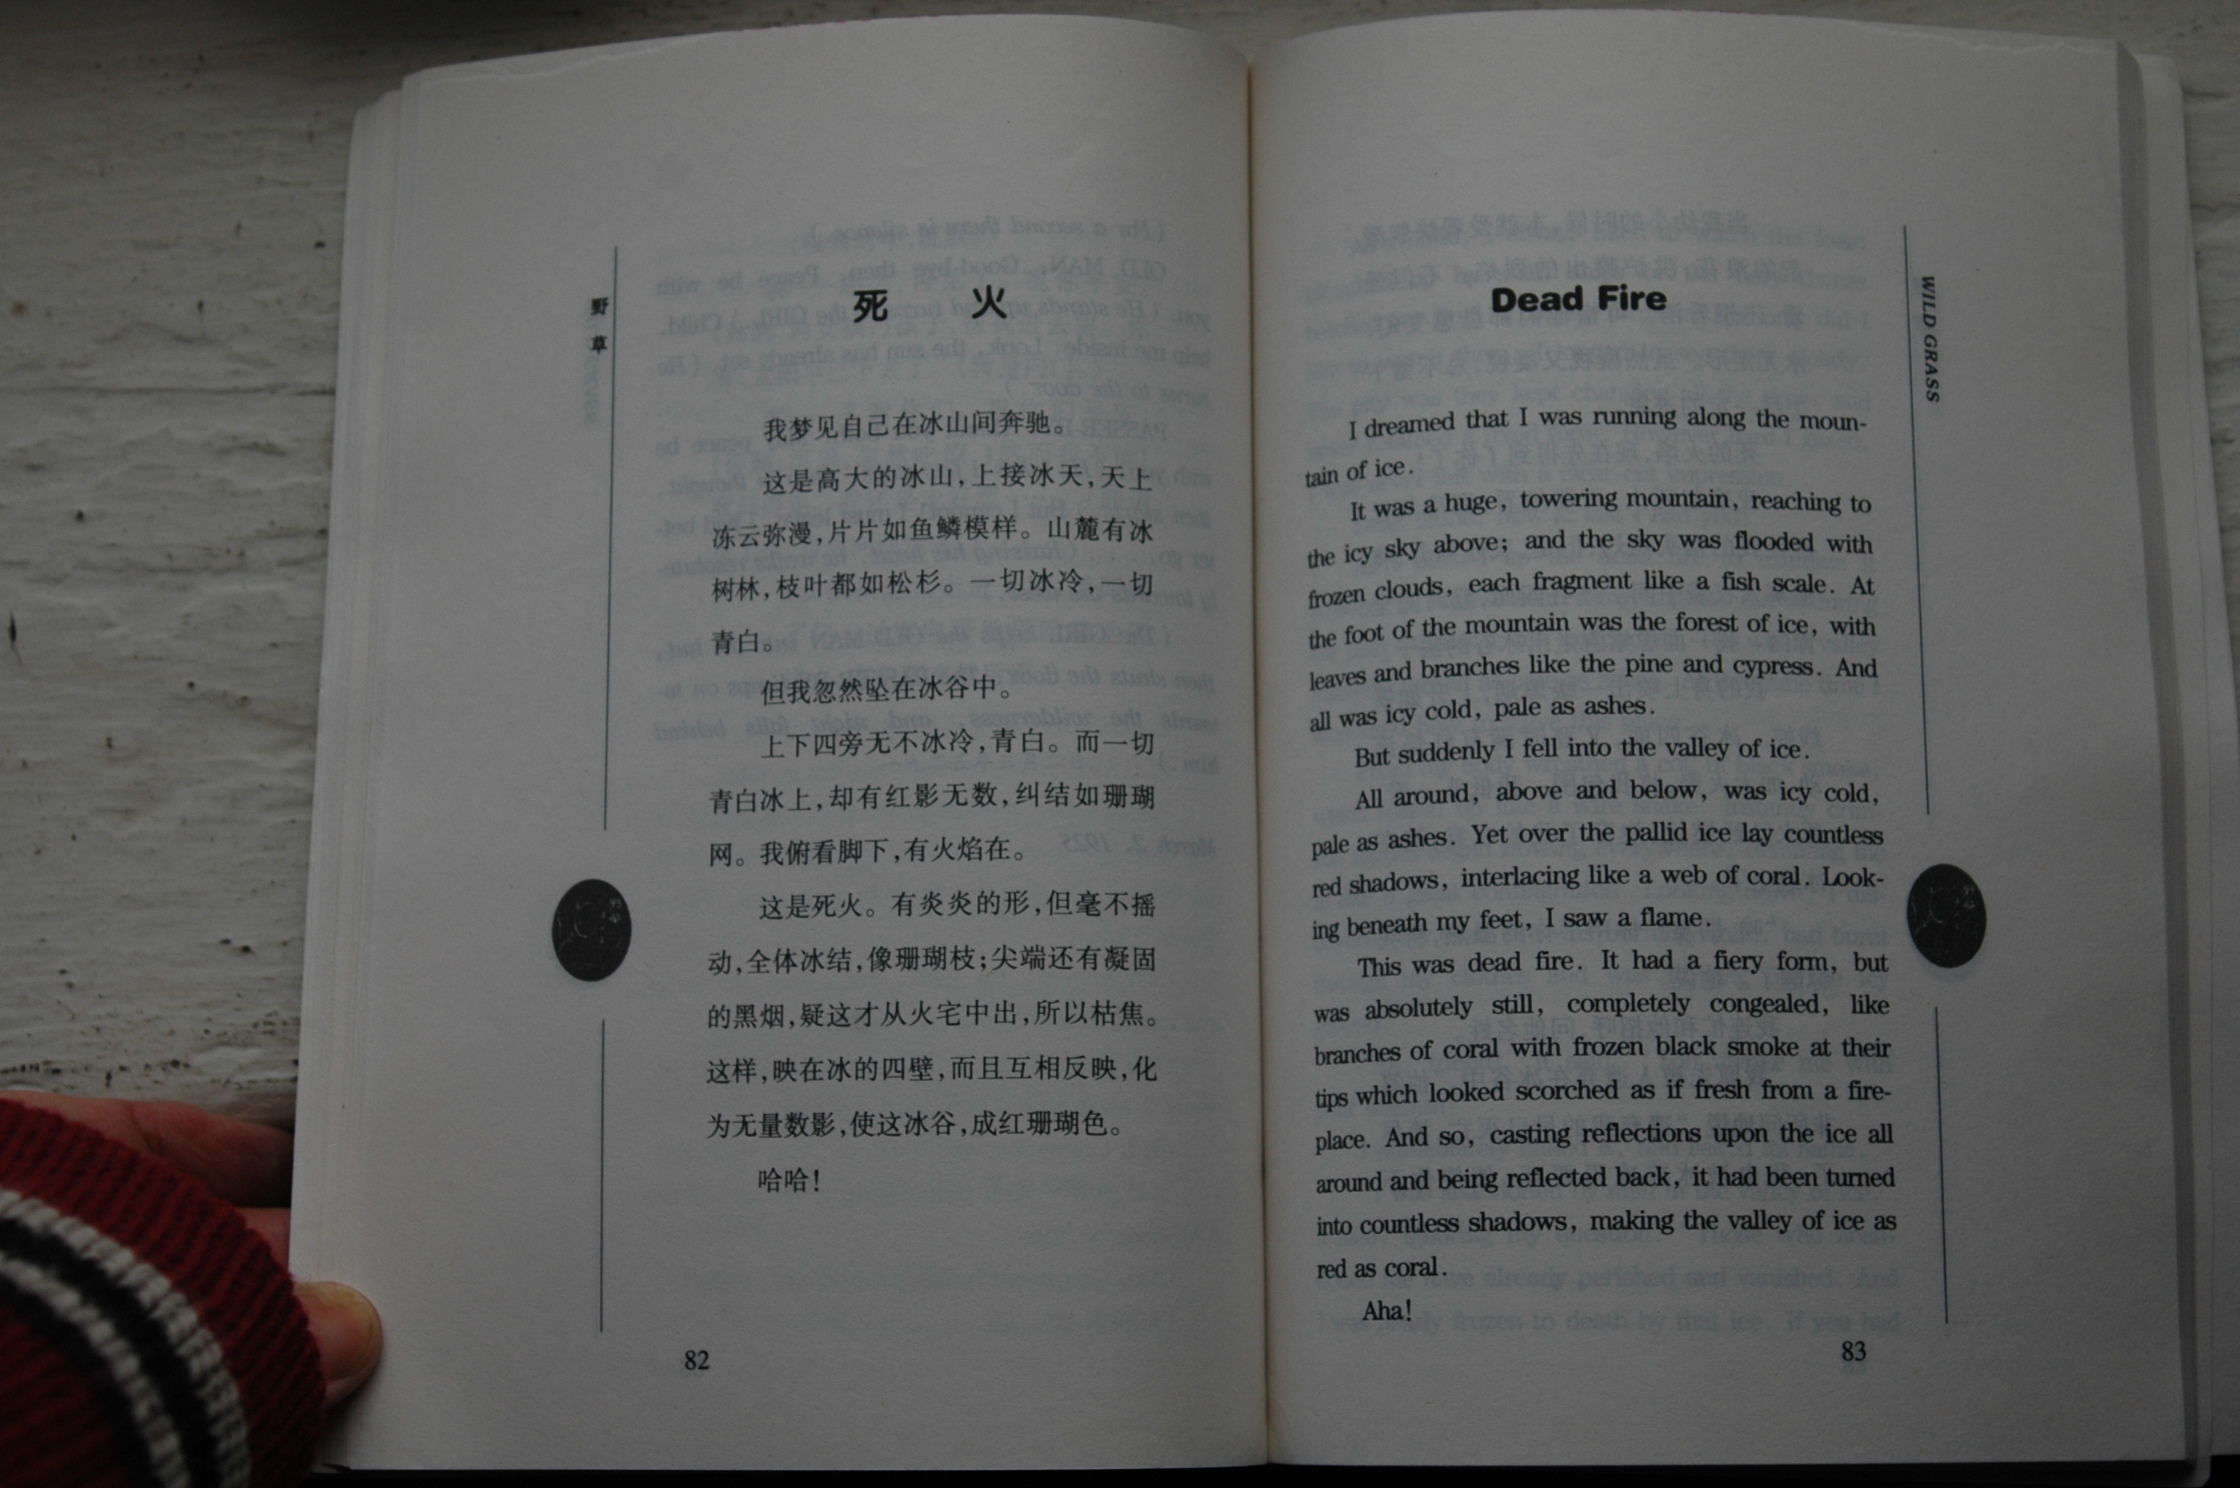 野草
死 火
我梦见自己在冰山间奔驰。
这是高大的冰山,上接冰天,天上
冻云弥漫,片片如鱼鳞模样。山麓有冰
树林,枝叶都如松杉。一切冰冷,一切
青白。
但我忽然坠在冰谷中。
上下四旁无不冰冷,青白。而一切
青白冰上,却有红影无数,纠结如珊瑚
网。我俯看脚下,有火焰在。
这是死火。有炎炎的形,但毫不摇
动,全体冰结,像珊瑚枝;尖端还有凝固
的黑烟,疑这才从火宅中出,所以枯焦。
这样,映在冰的四壁,而且互相反映,化
为无量数影,使这冰谷,成红珊瑚色。
哈哈!
82
WILD GRASS
Dead Fire
I dreamed that I was running along the moun-
tain of ice.
It was a huge, towering mountain, reaching to
the icy sky above; and the sky was flooded with
frozen clouds, each fragment like a fish scale. At
the foot of the mountain was the forest of ice, with
leaves and branches like the pine and cypress. And
all was icy cold, pale as ashes.
But suddenly I fell into the valley of ice.
All around, above and below, was icy cold,
pale as ashes. Yet over the pallid ice lay countless
red shadows, interlacing like a web of coral. Look-
ing beneath my feet, I saw a flame.
This was dead fire. It had a fiery form, but
was absolutely still, completely congealed, like
branches of coral with frozen black smoke at their
tips which looked scorched as if fresh from a fire-
place. And so, casting reflections upon the ice all
around and being reflected back, it had been turned
into countless shadows, making the valley of ice as
red as coral.
Aha!
83